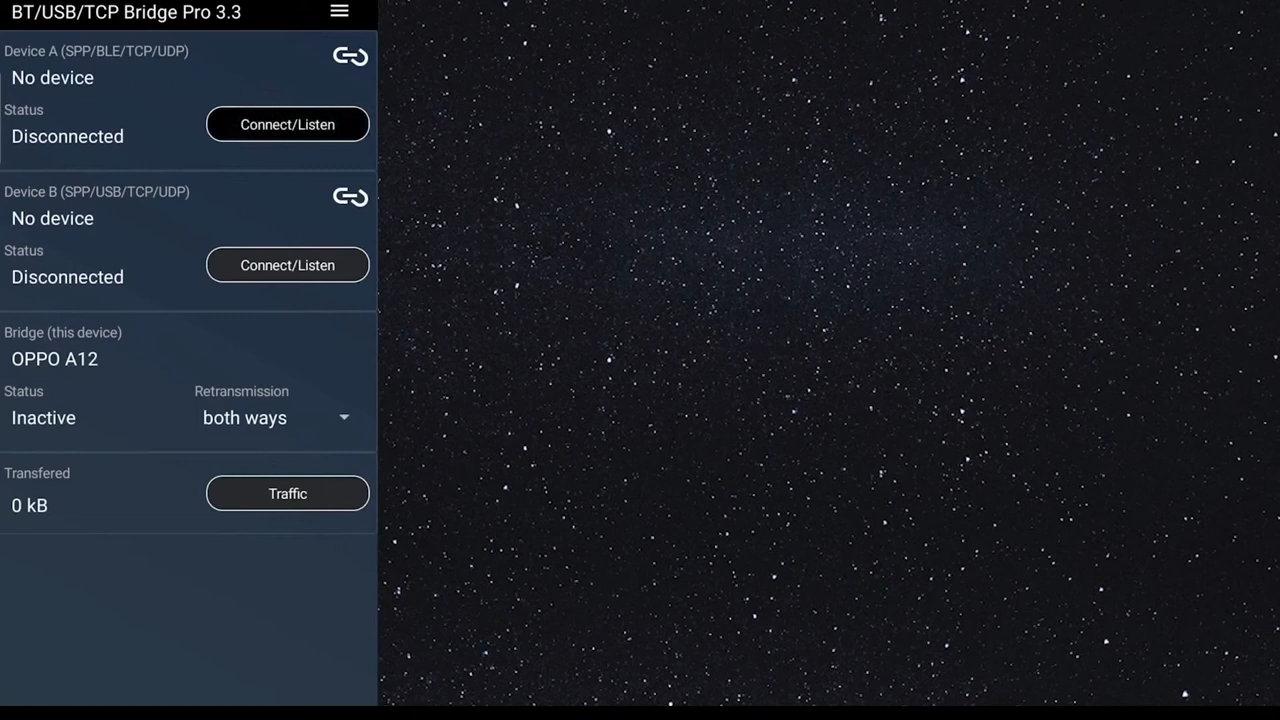 BT/USB/TCP Bridge Pro 3.3
Device A (SPP/BLE/TCP/UDP)
No device
Status
Disconnected
Connect/Listen
Device B (SPP/USB/TCP/UDP)
No device
Status
Disconnected
Connect/Listen
Bridge (this device)
OPPO A12
Status
Retransmission
Inactive
both ways
Transfered
0 kB
Traffic